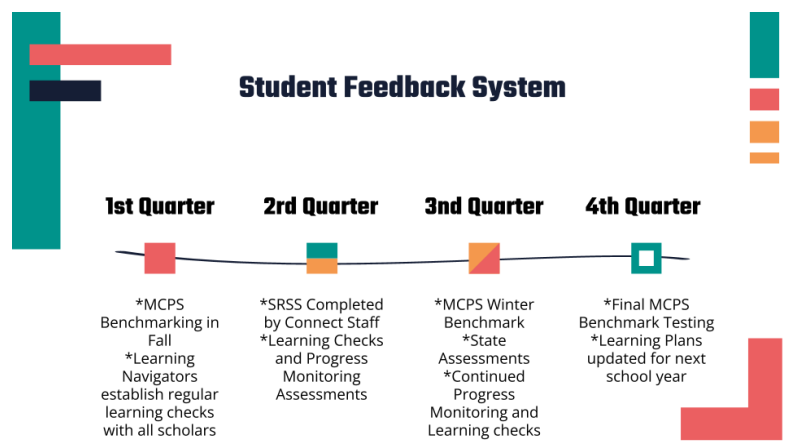 Student Feedback System
1st Quarter
2rd Quarter
3nd Quarter
4th Quarter
*MCPS
Benchmarking in
Fall
*Learning
Navigators
establish regular
learning checks
with all scholars
*SRSS Completed
by Connect Staff
*Learning Checks
and Progress
Monitoring
Assessments
*MCPS Winter
Benchmark
*State
Assessments
*Continued
Progress
Monitoring and
Learning checks
*Final MCPS
Benchmark Testing
*Learning Plans
updated for next
school year